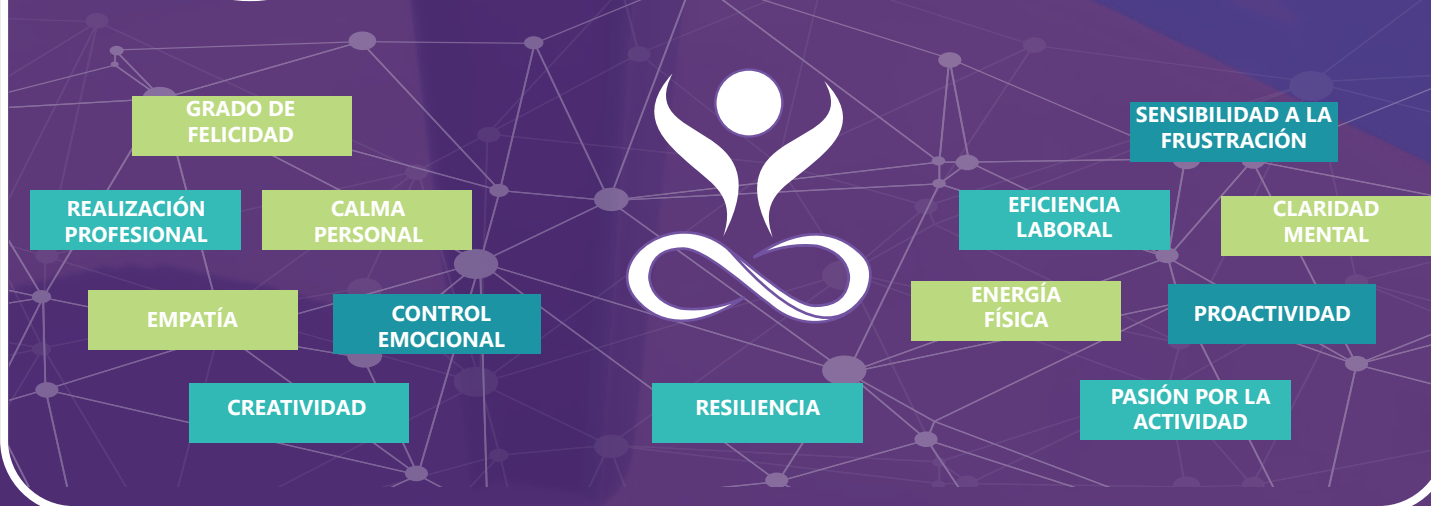 GRADO DE
FELICIDAD
SENSIBILIDAD A LA
FRUSTRACIÓN
REALIZACIÓN
PROFESIONAL
CALMA
PERSONAL
EFICIENCIA
LABORAL
CLARIDAD
MENTAL
EMPATÍA
CONTROL
EMOCIONAL
ENERGÍA
FÍSICA
PROACTIVIDAD
CREATIVIDAD
RESILIENCIA
PASIÓN POR LA
ACTIVIDAD